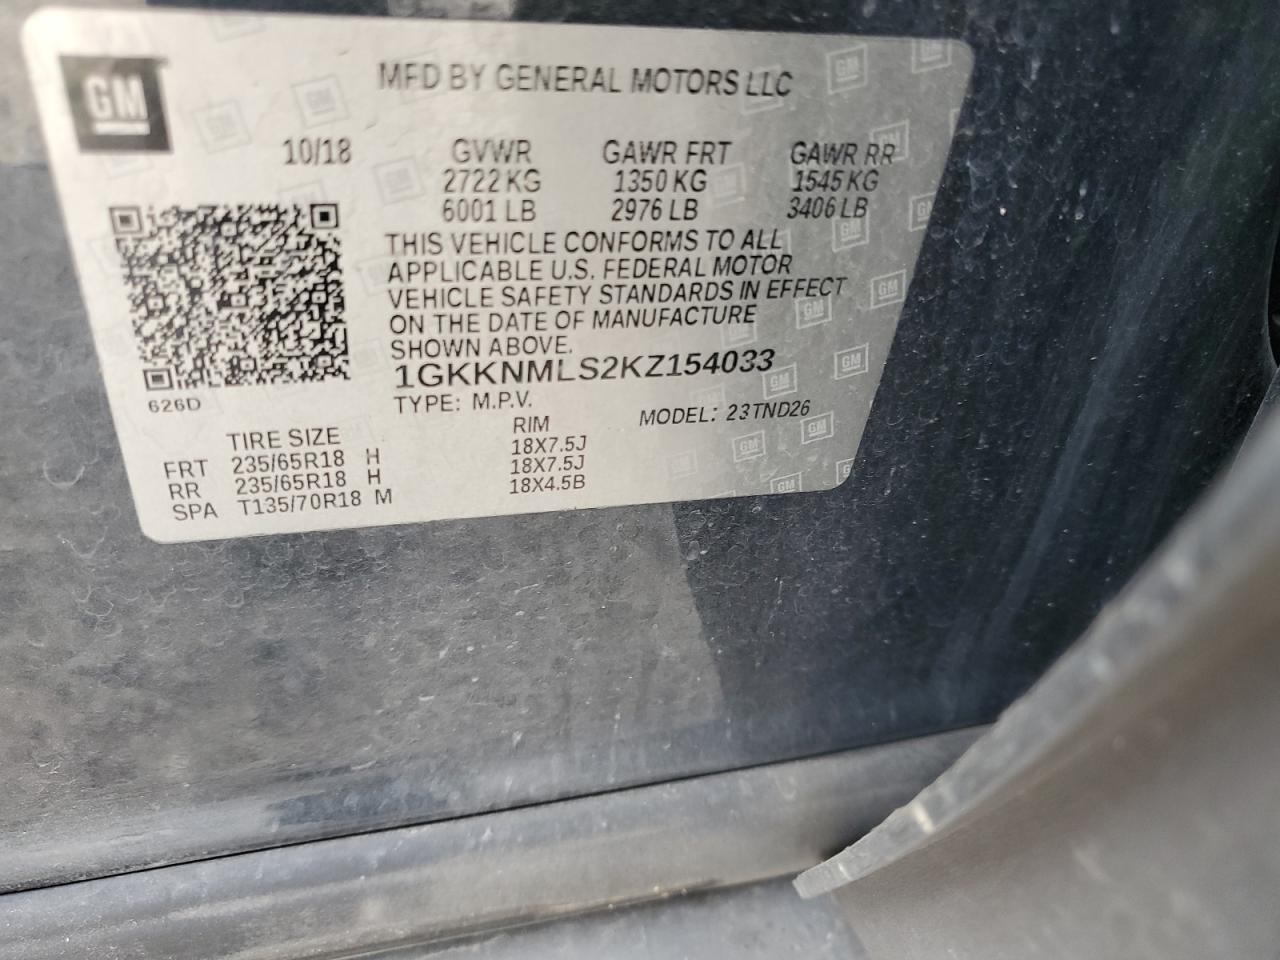 GM
MFD BY GENERAL MOTORS LLC
10/18 GVWR GAWR FRT GAWR RR
2722 KG 1350 KG 1545 KG
6001 LB 2976 LB 3406 LB
THIS VEHICLE CONFORMS TO ALL
APPLICABLE U.S. FEDERAL MOTOR
VEHICLE SAFETY STANDARDS IN EFFECT
ON THE DATE OF MANUFACTURE
SHOWN ABOVE.
1GKKNMLS2KZ154033
626D
TYPE: M.P.V. MODEL: 23TND26
TIRE SIZE RIM
FRT 235/65R18 H 18X7.5J
RR 235/65R18 H 18X7.5J
SPA T135/70R18 M 18X4.5B